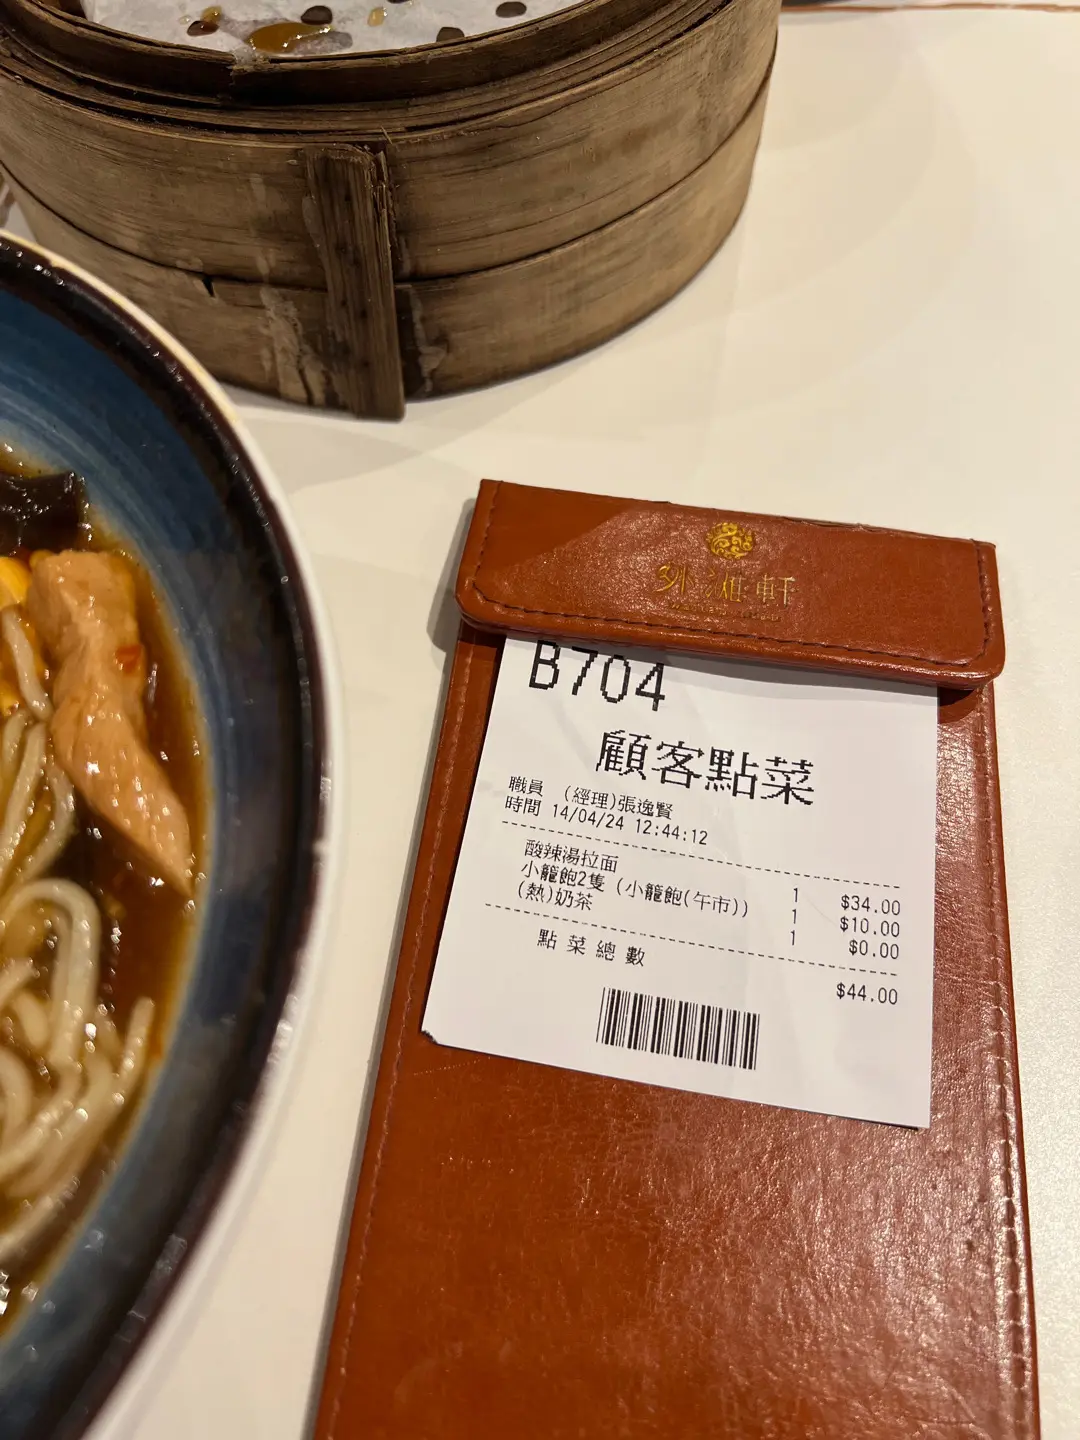 外灘軒
B704
顧客點菜
職員 (經理)張逸賢
時間 14/04/24 12:44:12
酸辣湯拉面 1 $34.00
小籠飽2隻 (小籠飽(午市)) 1 $10.00
(熱)奶茶 1 $0.00
點菜總數 $44.00